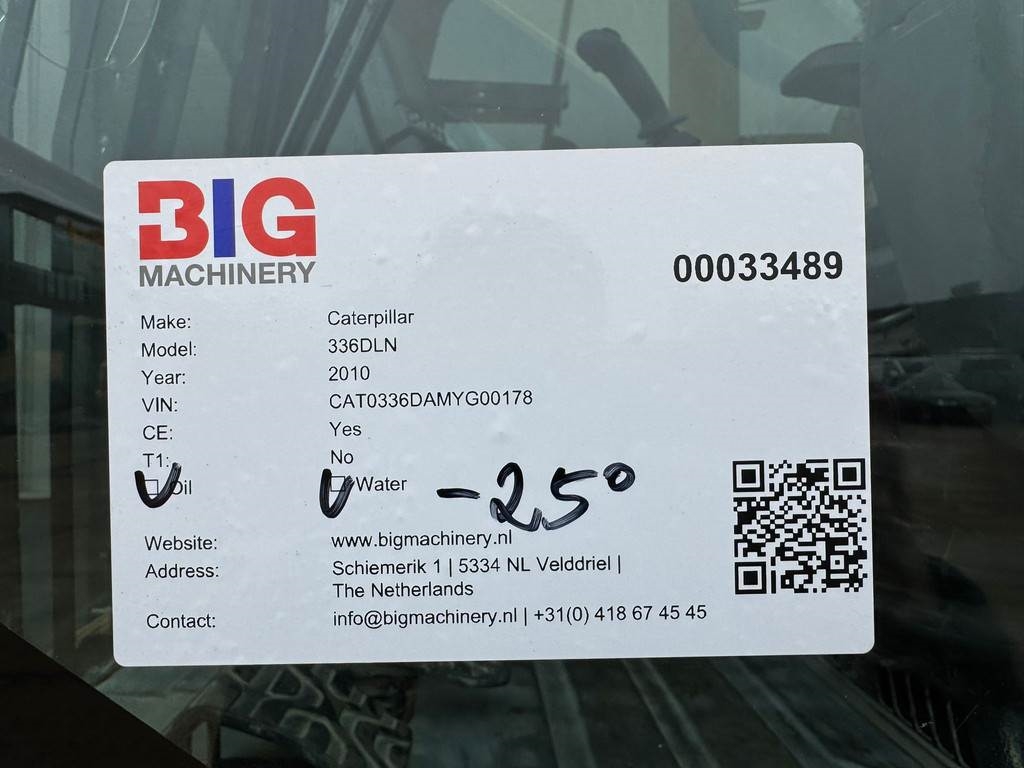 BIG
MACHINERY
00033489
Make: Caterpillar
Model: 336DLN
Year: 2010
VIN: CAT0336DAMYG00178
CE: Yes
T1: No
Oil Water -25°
Website: www.bigmachinery.nl
Address: Schiemerik 1 | 5334 NL Velddriel |
The Netherlands
Contact: info@bigmachinery.nl | +31(0) 418 67 45 45